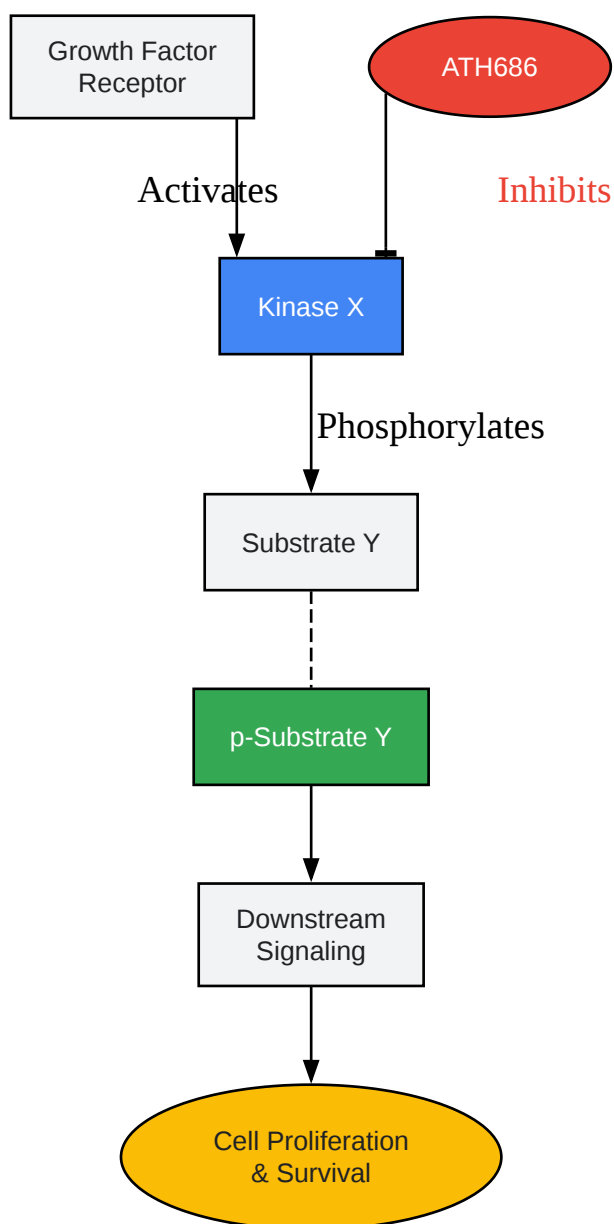 Growth Factor
Receptor
ATH686
Activates
Inhibits
Kinase X
Phosphorylates
Substrate Y
p-Substrate Y
Downstream
Signaling
Cell Proliferation
& Survival